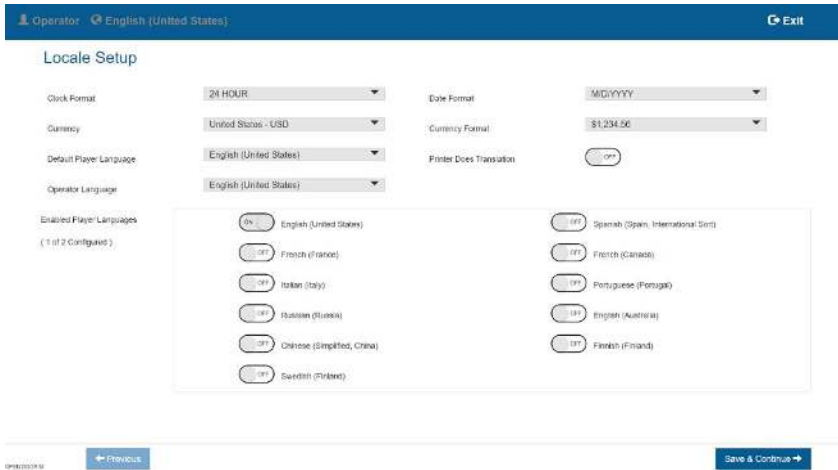 Operator English (United States) Exit
Locale Setup
Clock Format 24 HOUR Date Format M/D/YYYY
Currency United States - USD Currency Format $1,234.56
Default Player Language English (United States) Printer Does Translation OFF
Operator Language English (United States)
Enabled Player Languages
( 1 of 2 Configured )
ON English (United States) OFF Spanish (Spain, International Sort)
OFF French (France) OFF French (Canada)
OFF Italian (Italy) OFF Portuguese (Portugal)
OFF Russian (Russia) OFF English (Australia)
OFF Chinese (Simplified, China) OFF Finnish (Finland)
OFF Swedish (Finland)
Previous Save & Continue